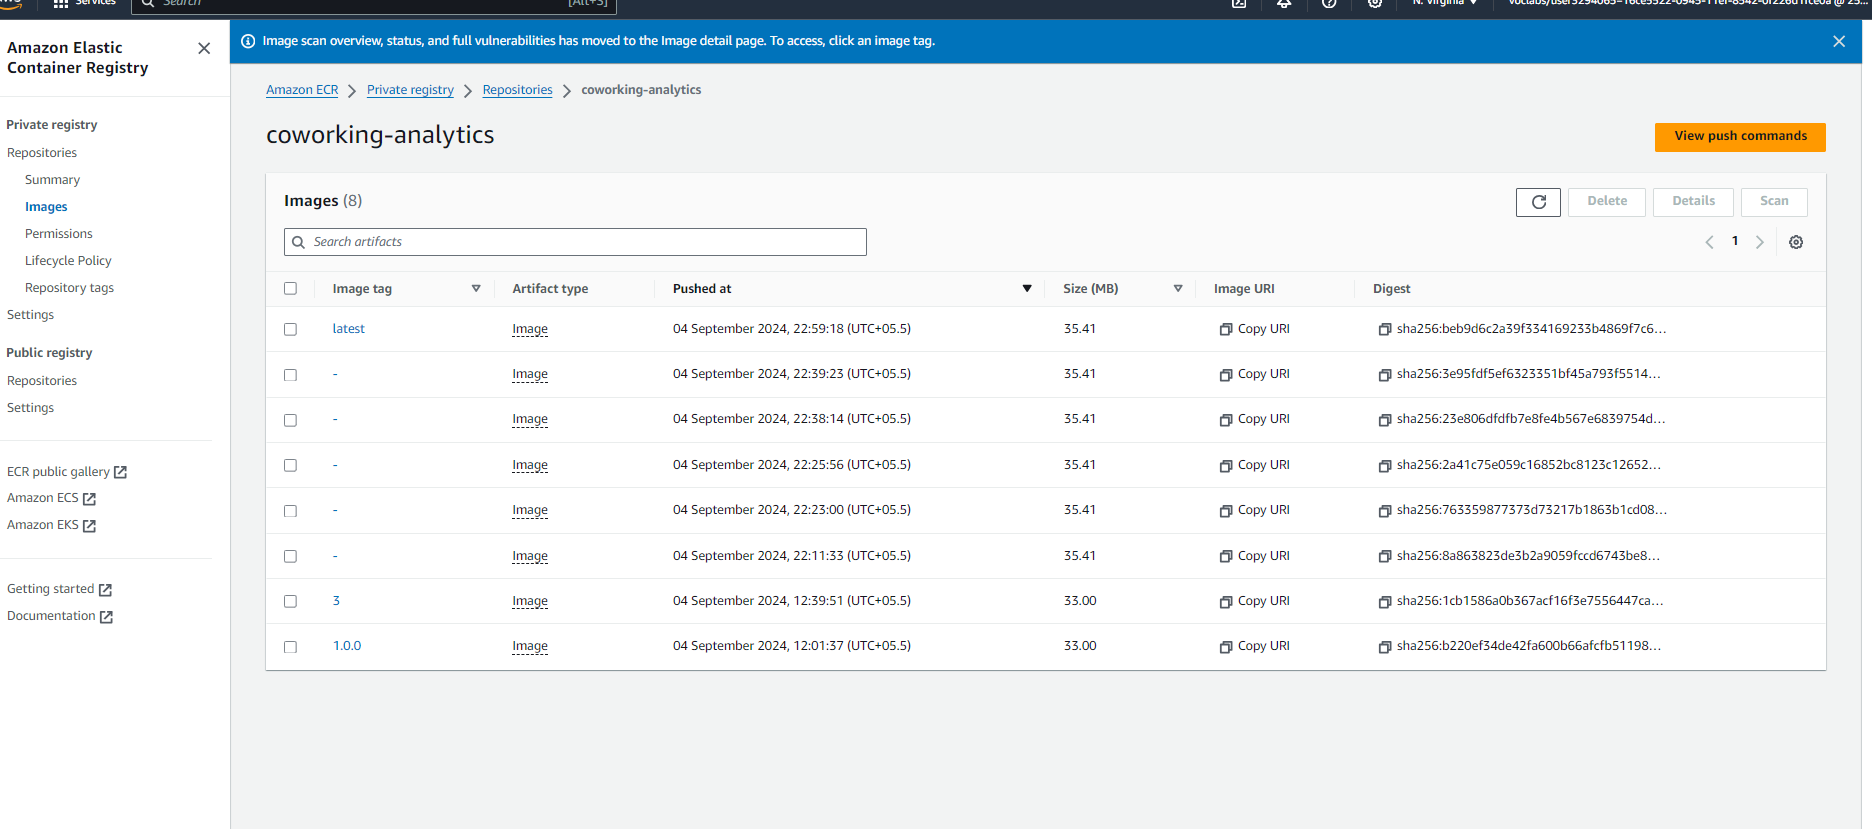 Services
Search
[Alt+S]
N. Virginia
Amazon Elastic
Container Registry
Private registry
Repositories
Summary
Images
Permissions
Lifecycle Policy
Repository tags
Settings
Public registry
Repositories
Settings
ECR public gallery
Amazon ECS
Amazon EKS
Getting started
Documentation
Image scan overview, status, and full vulnerabilities has moved to the Image detail page. To access, click an image tag.
Amazon ECR > Private registry > Repositories > coworking-analytics
coworking-analytics
View push commands
Images (8)
Delete Details Scan
Search artifacts
1
Image tag Artifact type Pushed at Size (MB) Image URI Digest
latest Image 04 September 2024, 22:59:18 (UTC+05.5) 35.41 Copy URI sha256:beb9d6c2a39f334169233b4869f7c6...
- Image 04 September 2024, 22:39:23 (UTC+05.5) 35.41 Copy URI sha256:3e95fdf5ef6323351bf45a793f5514...
- Image 04 September 2024, 22:38:14 (UTC+05.5) 35.41 Copy URI sha256:23e806dfdfb7e8fe4b567e6839754d...
- Image 04 September 2024, 22:25:56 (UTC+05.5) 35.41 Copy URI sha256:2a41c75e059c16852bc8123c12652...
- Image 04 September 2024, 22:23:00 (UTC+05.5) 35.41 Copy URI sha256:763359877373d73217b1863b1cd08...
- Image 04 September 2024, 22:11:33 (UTC+05.5) 35.41 Copy URI sha256:8a863823de3b2a9059fccd6743be8...
3 Image 04 September 2024, 12:39:51 (UTC+05.5) 33.00 Copy URI sha256:1cb1586a0b367acf16f3e7556447ca...
1.0.0 Image 04 September 2024, 12:01:37 (UTC+05.5) 33.00 Copy URI sha256:b220ef34de42fa600b66afcfb51198...